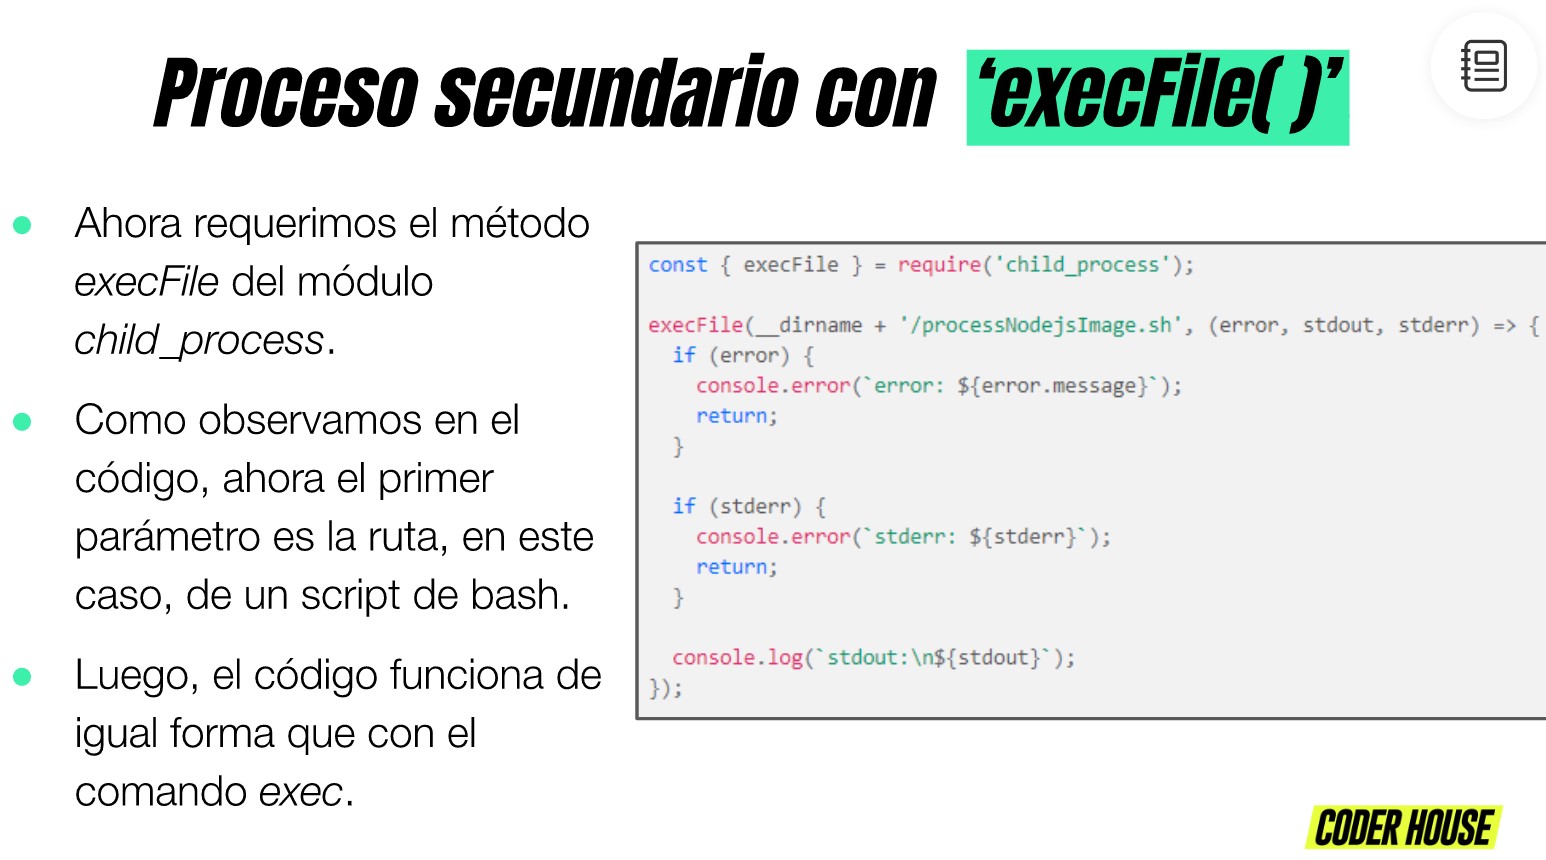 Proceso secundario con ‘execFile( )’
● Ahora requerimos el método
execFile del módulo
child_process.
● Como observamos en el
código, ahora el primer
parámetro es la ruta, en este
caso, de un script de bash.
● Luego, el código funciona de
igual forma que con el
comando exec.
const { execFile } = require('child_process');
execFile(__dirname + '/processNodejsImage.sh', (error, stdout, stderr) => {
  if (error) {
    console.error(`error: ${error.message}`);
    return;
  }
  if (stderr) {
    console.error(`stderr: ${stderr}`);
    return;
  }
  console.log(`stdout:\n${stdout}`);
});
CODER HOUSE